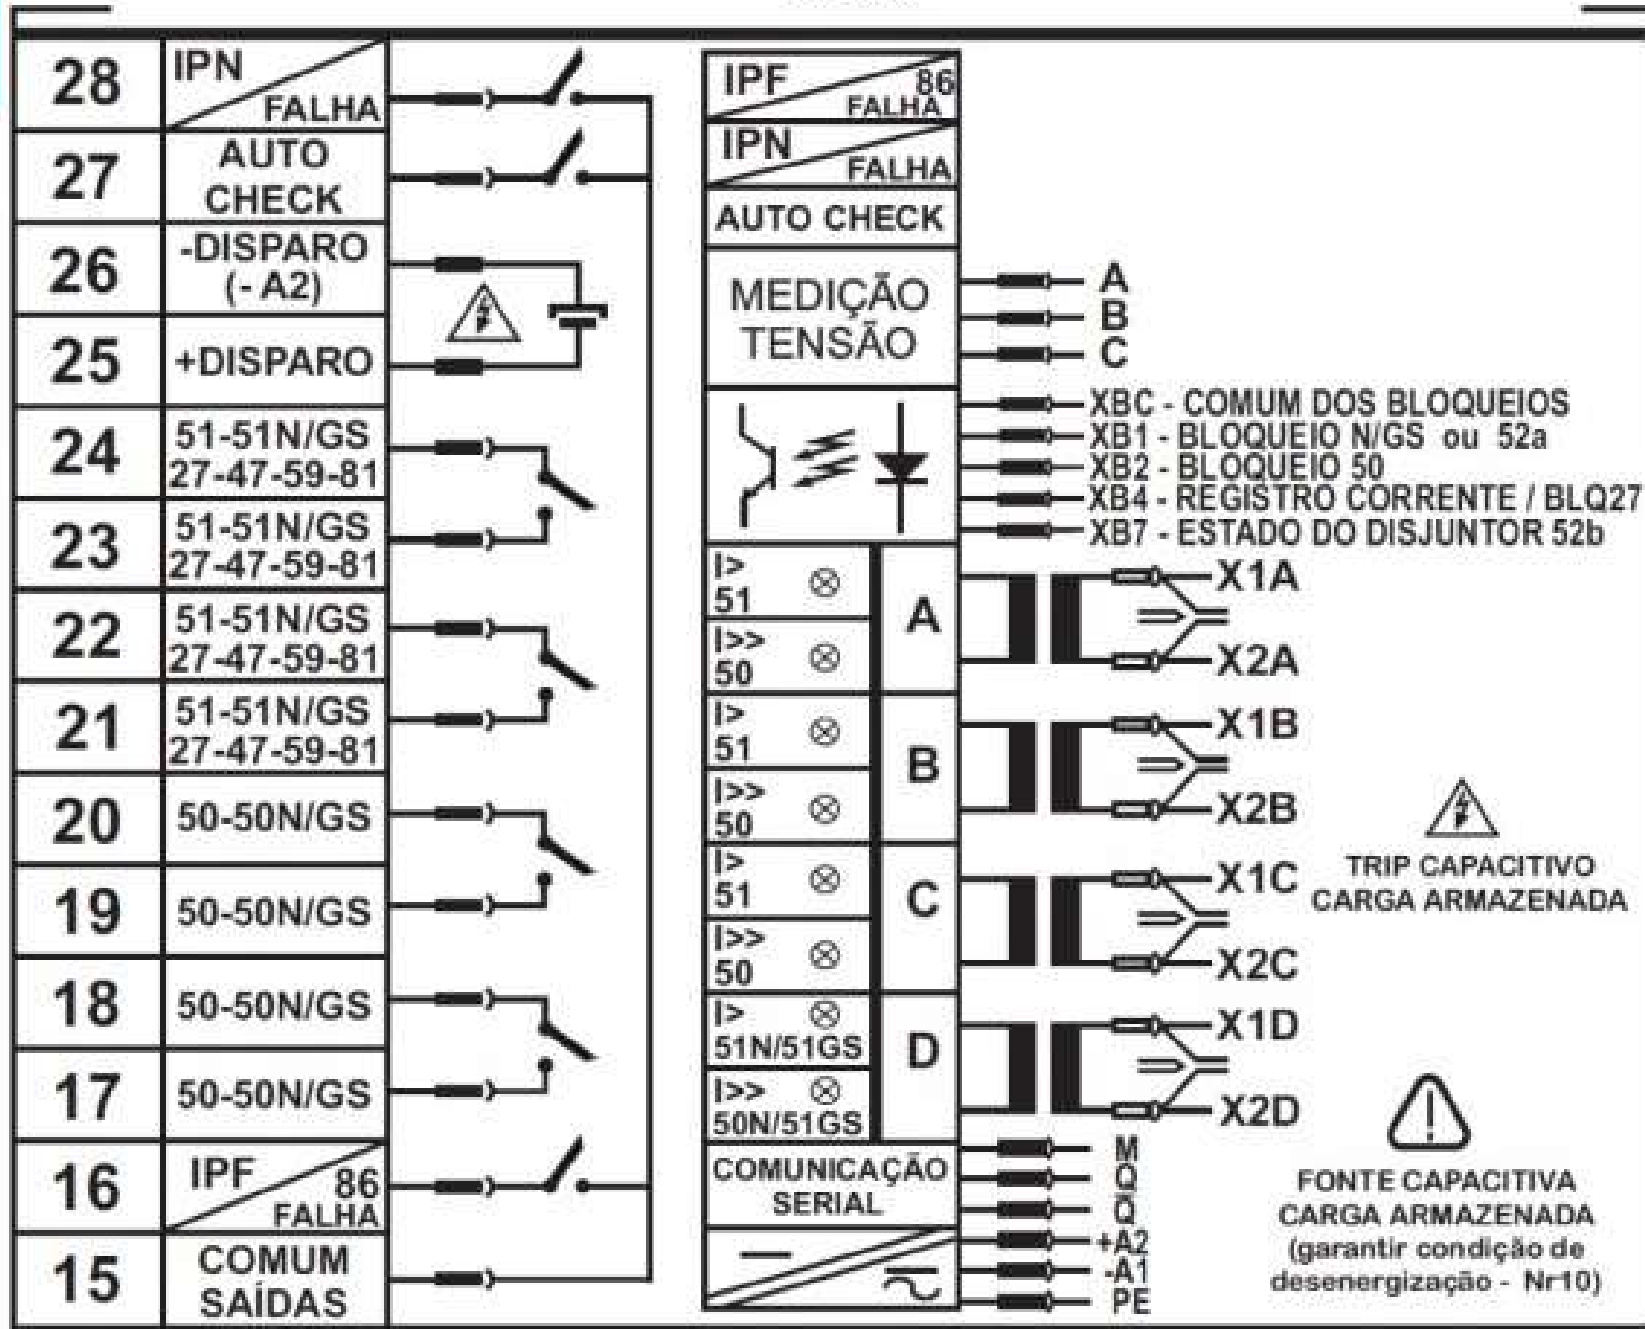 28
IPN
FALHA
27
AUTO
CHECK
26
-DISPARO
(- A2)
25
+DISPARO
24
51-51N/GS
27-47-59-81
23
51-51N/GS
27-47-59-81
22
51-51N/GS
27-47-59-81
21
51-51N/GS
27-47-59-81
20
50-50N/GS
19
50-50N/GS
18
50-50N/GS
17
50-50N/GS
16
IPF
86
FALHA
15
COMUM
SAÍDAS
IPF
86
FALHA
IPN
FALHA
AUTO CHECK
MEDIÇÃO
TENSÃO
A
B
C
XBC - COMUM DOS BLOQUEIOS
XB1 - BLOQUEIO N/GS ou 52a
XB2 - BLOQUEIO 50
XB4 - REGISTRO CORRENTE / BLQ27
XB7 - ESTADO DO DISJUNTOR 52b
I>
51
I>>
50
A
X1A
X2A
I>
51
I>>
50
B
X1B
X2B
I>
51
I>>
50
C
X1C
X2C
I>
51N/51GS
I>>
50N/51GS
D
X1D
X2D
COMUNICAÇÃO
SERIAL
M
Q
Q̅
+A2
-A1
PE
TRIP CAPACITIVO
CARGA ARMAZENADA
FONTE CAPACITIVA
CARGA ARMAZENADA
(garantir condição de
desenergização - Nr10)